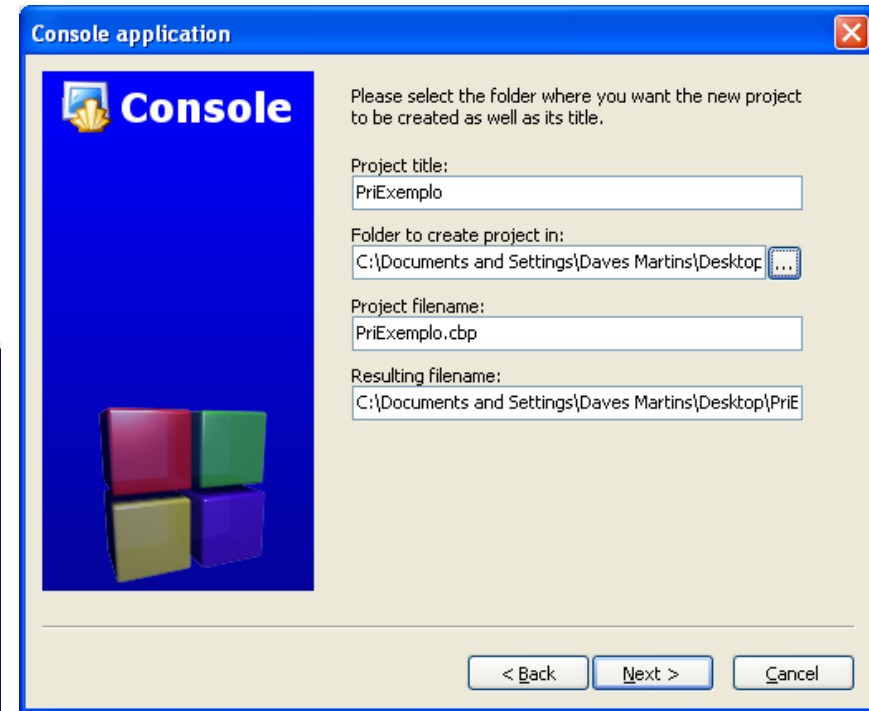 Console application
Console
Please select the folder where you want the new project
to be created as well as its title.
Project title:
PriExemplo
Folder to create project in:
C:\Documents and Settings\Daves Martins\Desktop
...
Project filename:
PriExemplo.cbp
Resulting filename:
C:\Documents and Settings\Daves Martins\Desktop\PriE
< Back
Next >
Cancel